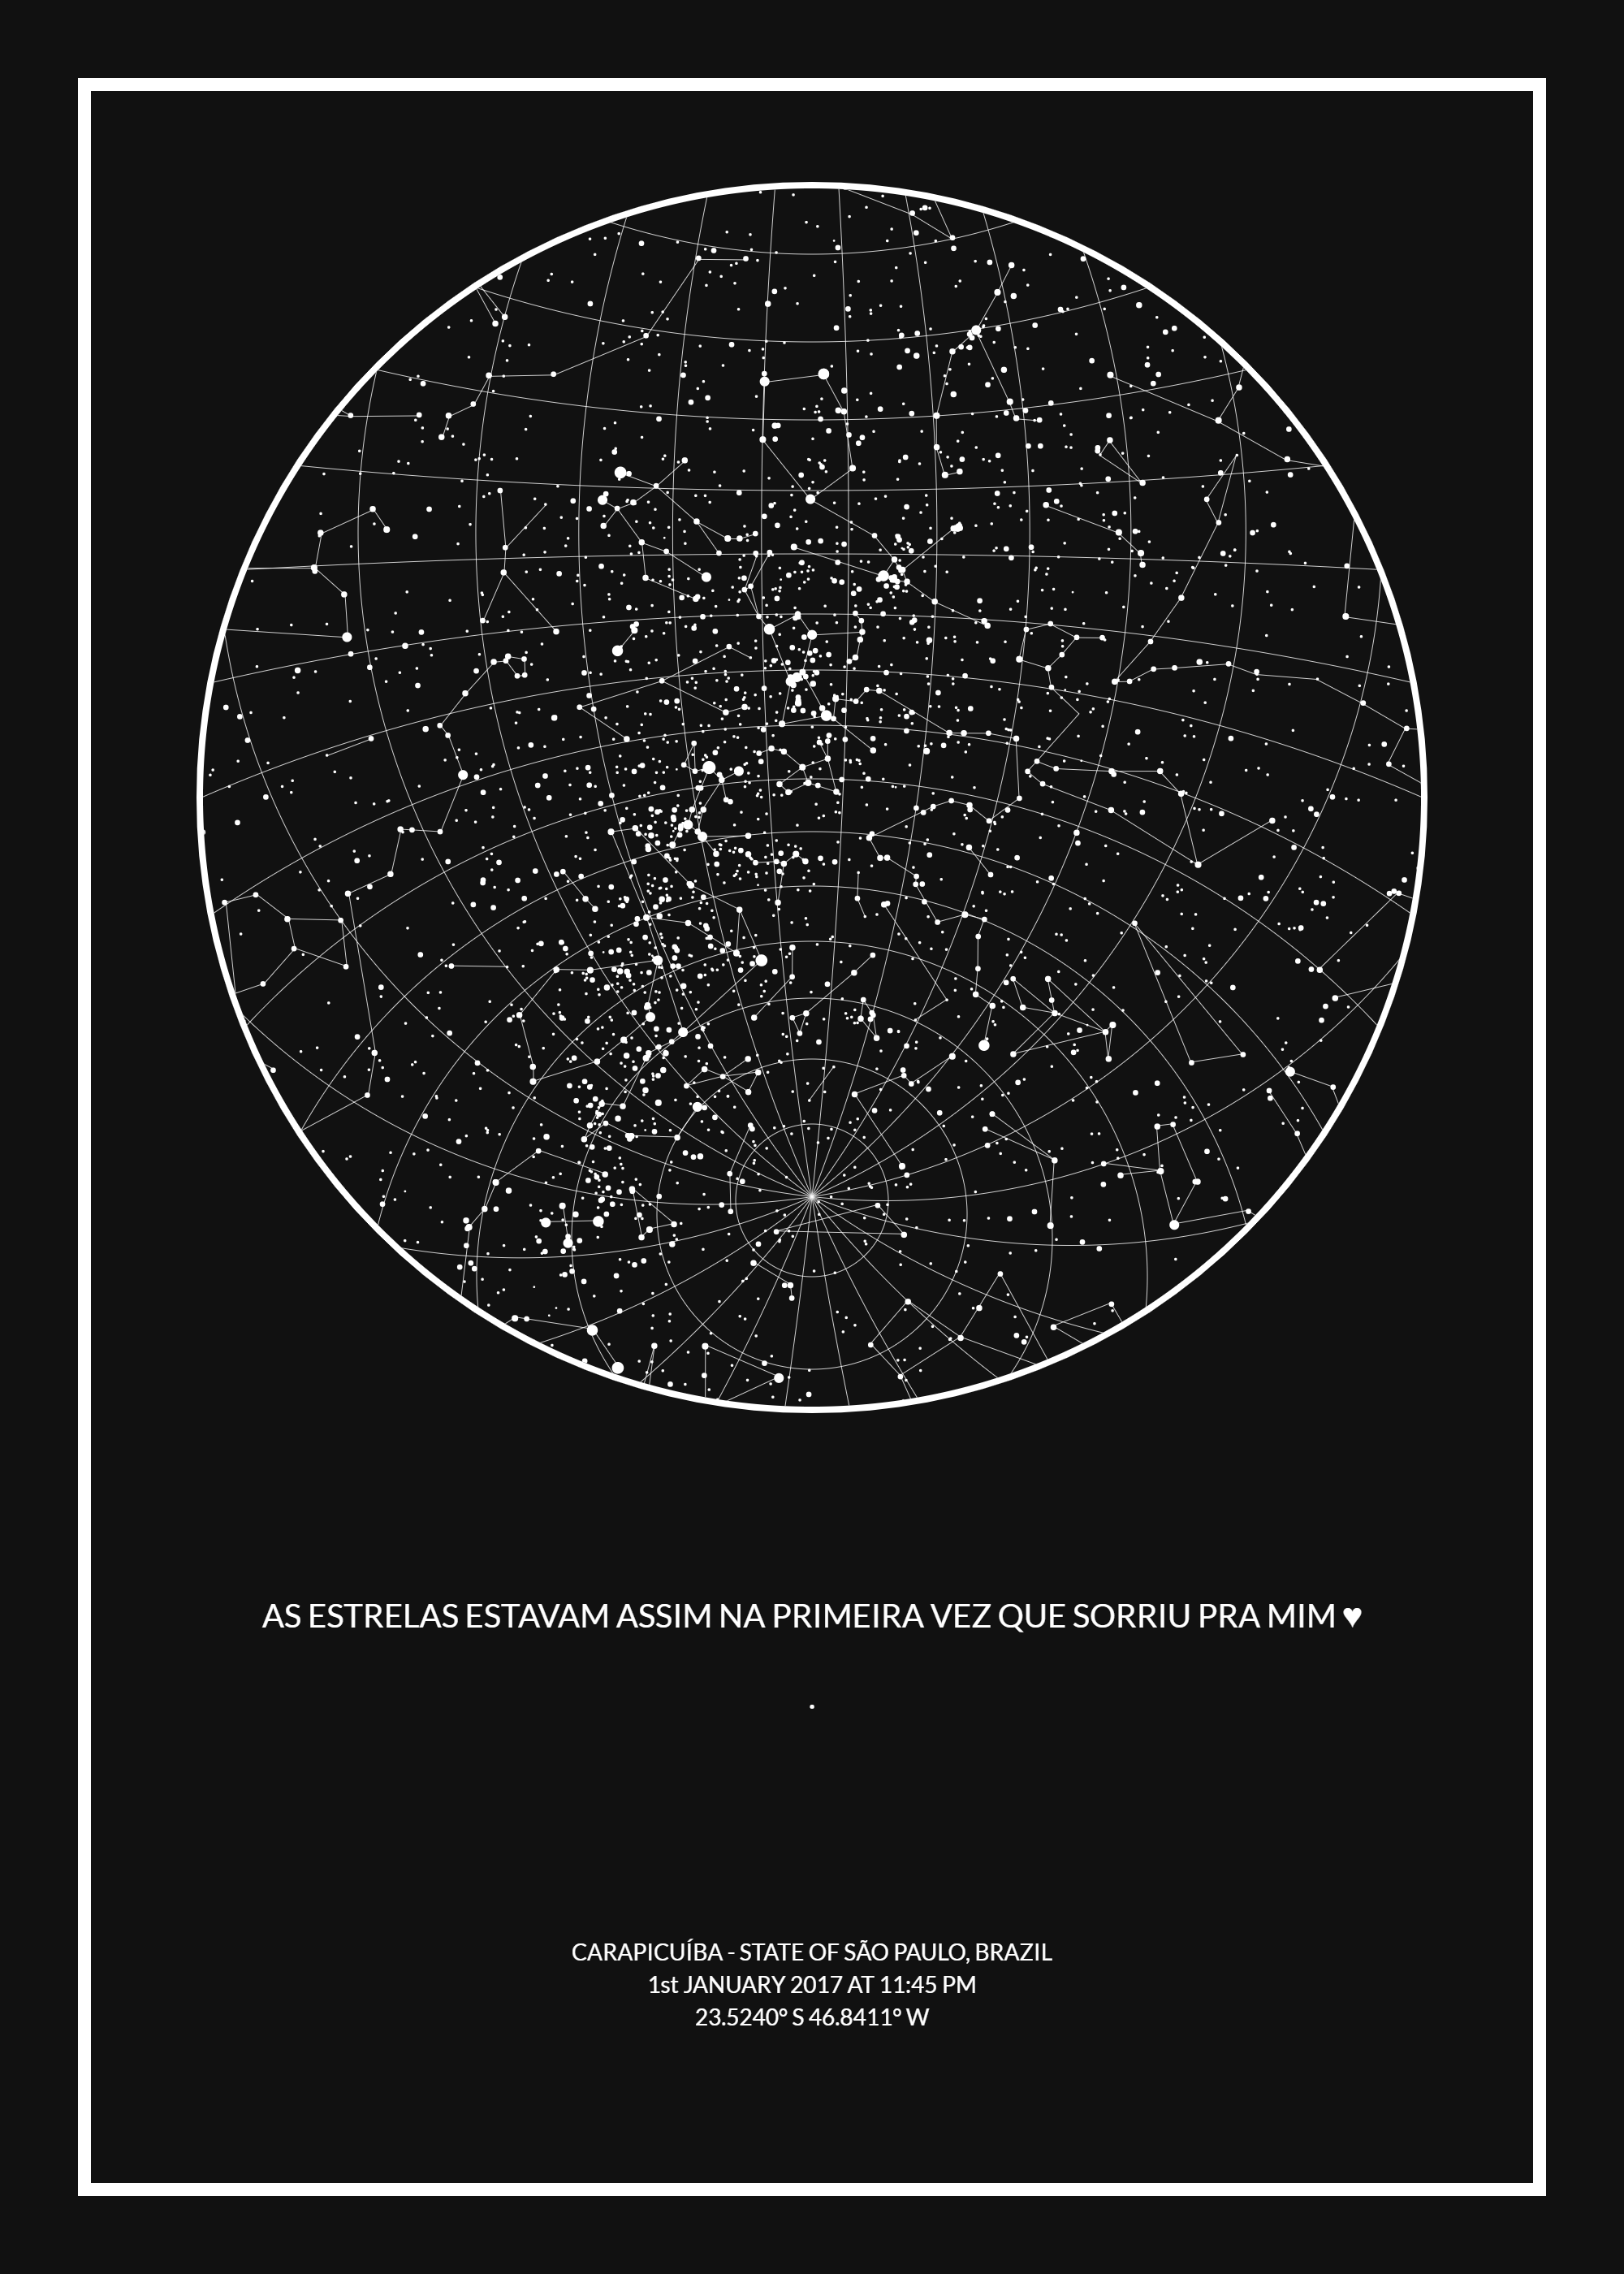 AS ESTRELAS ESTAVAM ASSIM NA PRIMEIRA VEZ QUE SORRIU PRA MIM ♥
.
CARAPICUÍBA - STATE OF SÃO PAULO, BRAZIL
1st JANUARY 2017 AT 11:45 PM
23.5240° S 46.8411° W